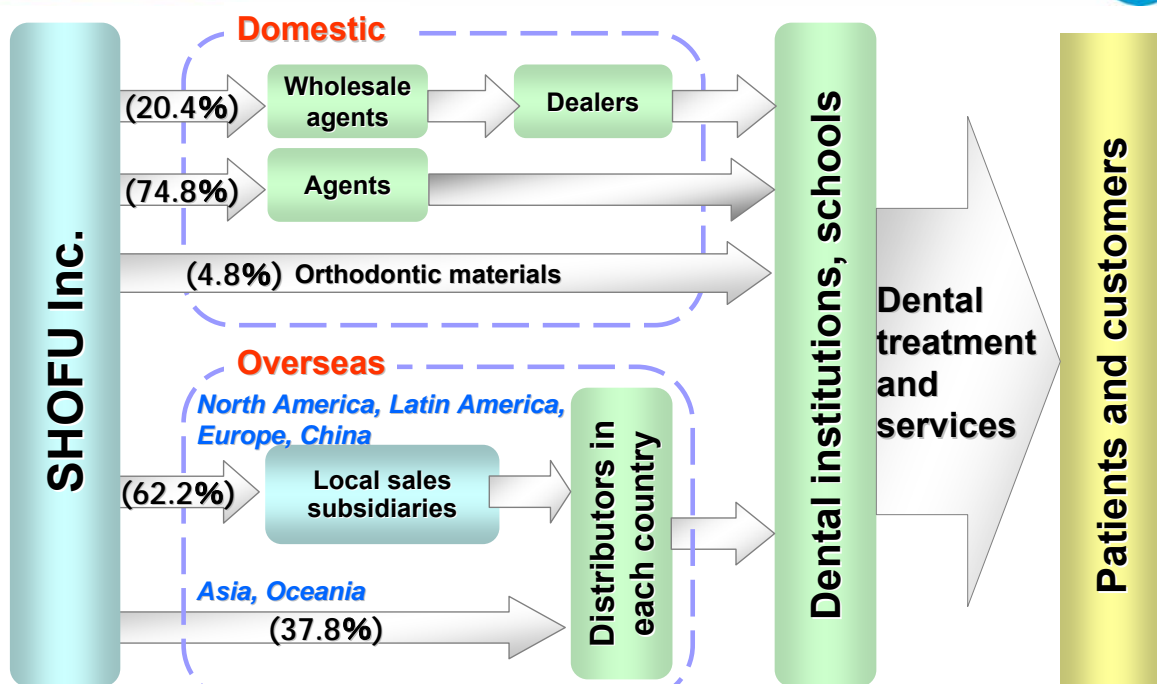 SHOFU Inc.
Domestic
(20.4%)
Wholesale
agents
Dealers
(74.8%)
Agents
(4.8%) Orthodontic materials
Overseas
North America, Latin America,
Europe, China
(62.2%)
Local sales
subsidiaries
Asia, Oceania
(37.8%)
Distributors in
each country
Dental institutions, schools
Dental
treatment
and
services
Patients and customers